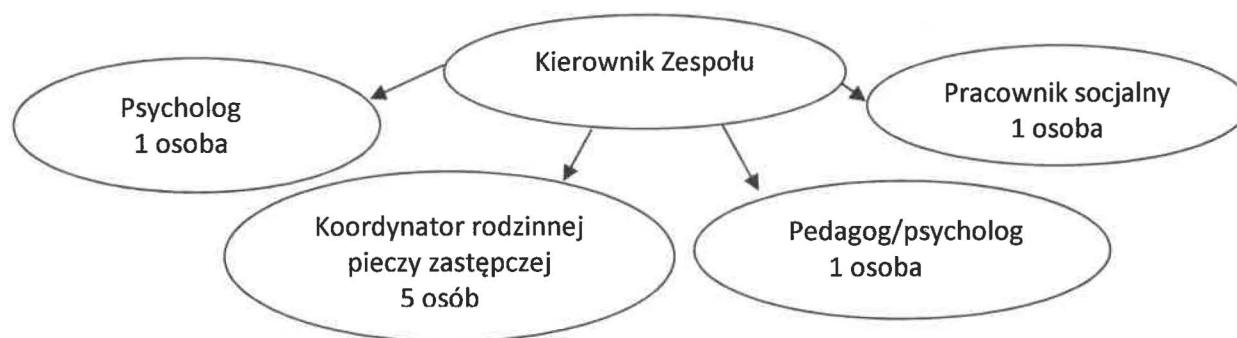 Kierownik Zespołu
Psycholog
1 osoba
Pracownik socjalny
1 osoba
Koordynator rodzinnej
pieczy zastępczej
5 osób
Pedagog/psycholog
1 osoba